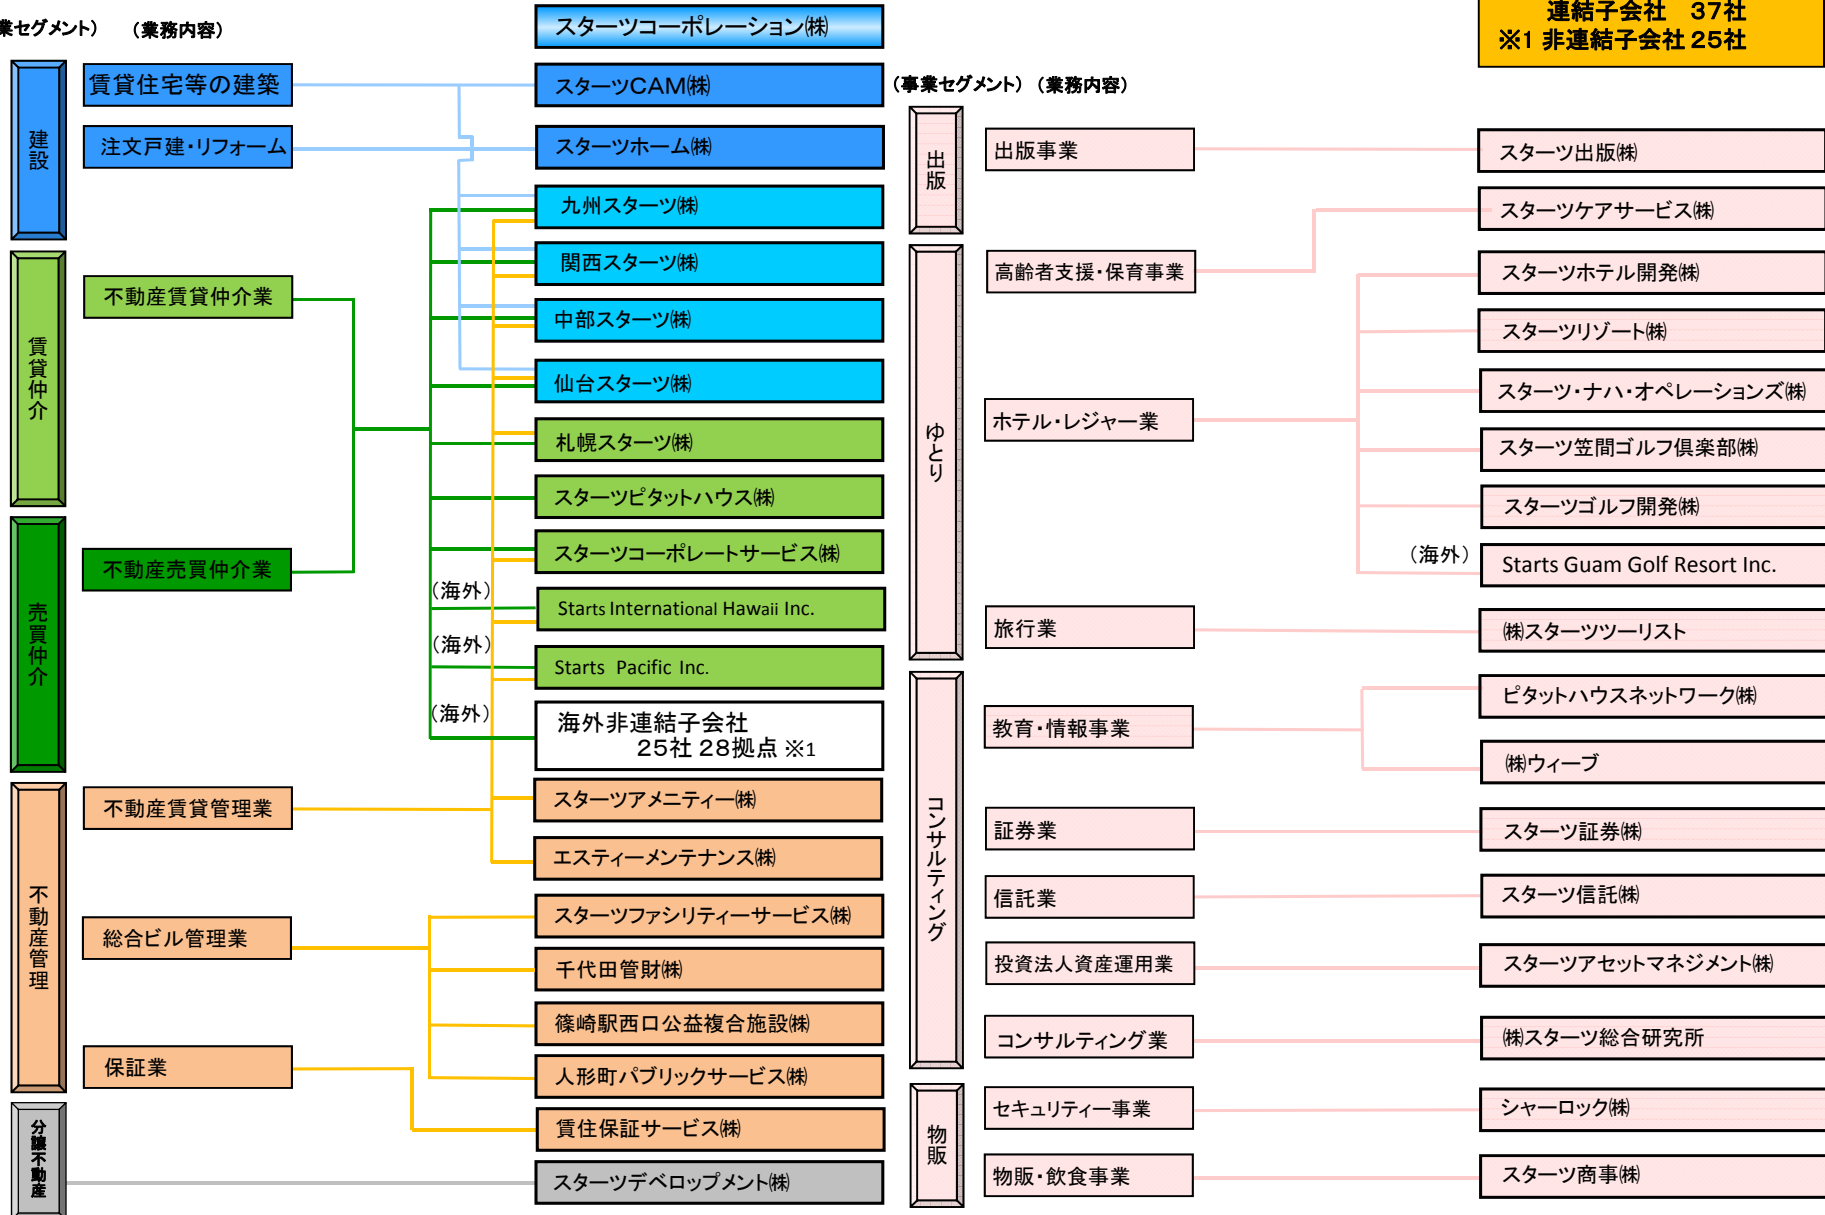 業セグメント)
(業務内容)
スターツコーポレーション㈱
連結子会社 37社
※1 非連結子会社 25社
建設
賃貸住宅等の建築
注文戸建・リフォーム
スターツCAM㈱
スターツホーム㈱
九州スターツ㈱
関西スターツ㈱
中部スターツ㈱
仙台スターツ㈱
賃貸仲介
不動産賃貸仲介業
札幌スターツ㈱
スターツピタットハウス㈱
スターツコーポレートサービス㈱
売買仲介
不動産売買仲介業
(海外)
Starts International Hawaii Inc.
(海外)
Starts Pacific Inc.
(海外)
海外非連結子会社
25社 28拠点 ※1
不動産管理
不動産賃貸管理業
スターツアメニティー㈱
エスティーメンテナンス㈱
総合ビル管理業
スターツファシリティーサービス㈱
千代田管財㈱
篠崎駅西口公益複合施設㈱
人形町パブリックサービス㈱
保証業
賃住保証サービス㈱
分譲不動産
スターツデベロップメント㈱
(事業セグメント)
(業務内容)
出版
出版事業
スターツ出版㈱
ゆとり
高齢者支援・保育事業
スターツケアサービス㈱
ホテル・レジャー業
スターツホテル開発㈱
スターツリゾート㈱
スターツ・ナハ・オペレーションズ㈱
スターツ笠間ゴルフ倶楽部㈱
スターツゴルフ開発㈱
(海外)
Starts Guam Golf Resort Inc.
旅行業
㈱スターツツーリスト
コンサルティング
教育・情報事業
ピタットハウスネットワーク㈱
㈱ウィーブ
証券業
スターツ証券㈱
信託業
スターツ信託㈱
投資法人資産運用業
スターツアセットマネジメント㈱
コンサルティング業
㈱スターツ総合研究所
物販
セキュリティー事業
シャーロック㈱
物販・飲食事業
スターツ商事㈱